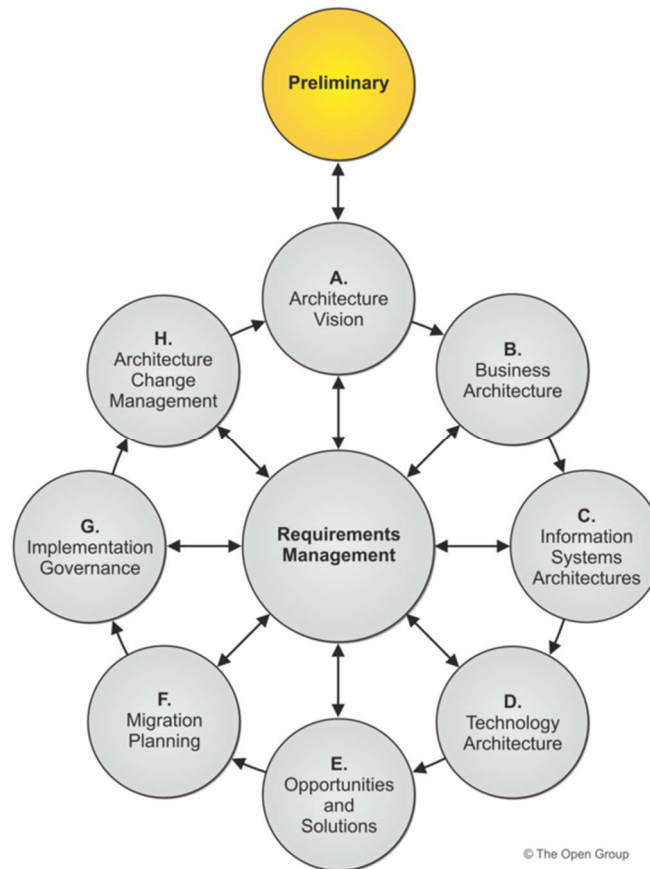 Preliminary
A.
Architecture
Vision
B.
Business
Architecture
C.
Information
Systems
Architectures
D.
Technology
Architecture
E.
Opportunities
and
Solutions
F.
Migration
Planning
G.
Implementation
Governance
H.
Architecture
Change
Management
Requirements
Management
© The Open Group